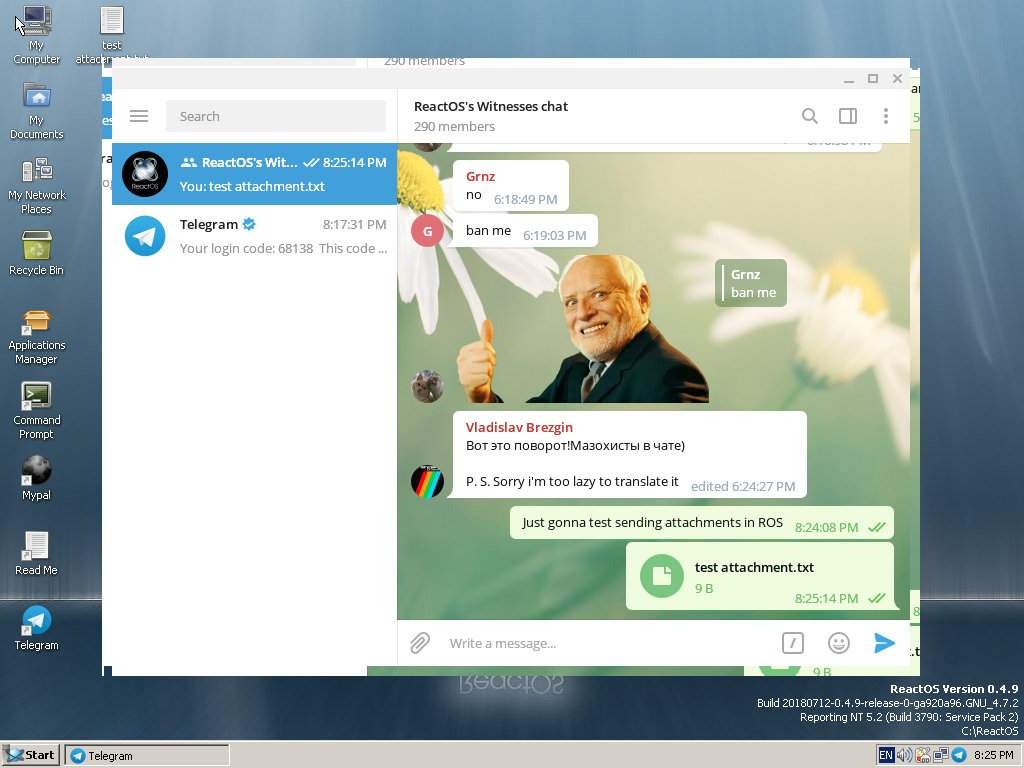 My
Computer
test
attachment.txt
My
Documents
My Network
Places
Recycle Bin
Applications
Manager
Command
Prompt
Mypal
Read Me
Telegram
290 members
Search
ReactOS's Witnesses chat
290 members
ReactOS's Wit... 8:25:14 PM
You: test attachment.txt
Telegram 8:17:31 PM
Your login code: 68138 This code ...
Grnz
no 6:18:49 PM
G
ban me 6:19:03 PM
Grnz
ban me
Vladislav Brezgin
Вот это поворот!Мазохисты в чате)
P. S. Sorry i'm too lazy to translate it edited 6:24:27 PM
Just gonna test sending attachments in ROS 8:24:08 PM
test attachment.txt
9 B
8:25:14 PM
Write a message...
9 B
ReactOS
ReactOS Version 0.4.9
Build 20180712-0.4.9-release-0-ga920a96.GNU_4.7.2
Reporting NT 5.2 (Build 3790: Service Pack 2)
C:\ReactOS
Start
Telegram
EN
8:25 PM